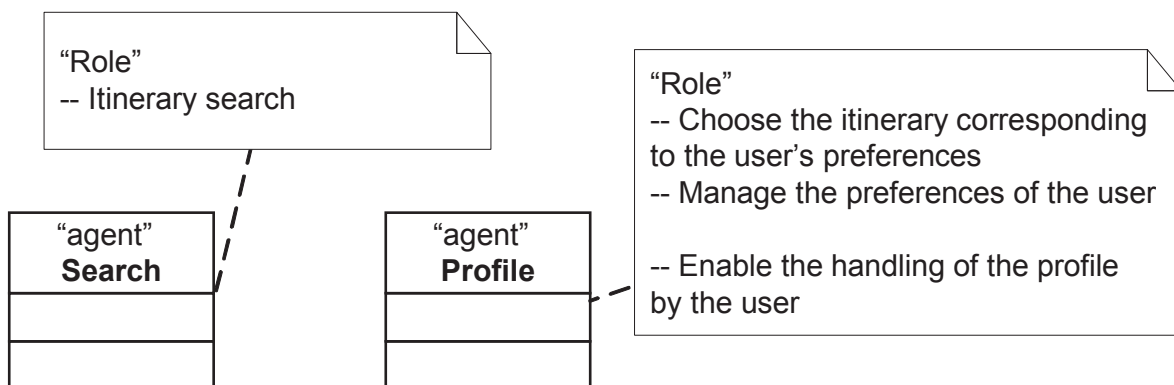 “Role”
-- Itinerary search
“Role”
-- Choose the itinerary corresponding
to the user’s preferences
-- Manage the preferences of the user
-- Enable the handling of the profile
by the user
“agent”
Search
“agent”
Profile